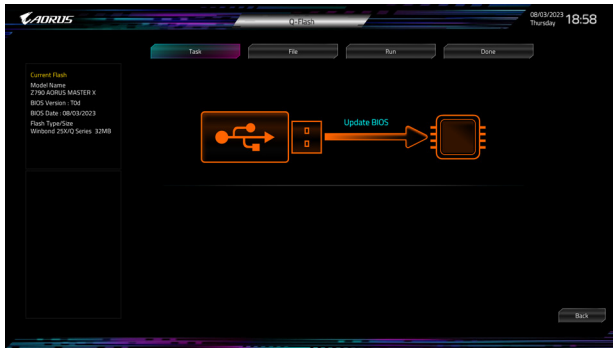 AORUS
Q-Flash
08/03/2023
Thursday
18:58
Task
File
Run
Done
Current Flash
Model Name
Z790 AORUS MASTER X
BIOS Version : T0d
BIOS Date : 08/03/2023
Flash Type/Size
Winbond 25X/Q Series 32MB
Update BIOS
Back